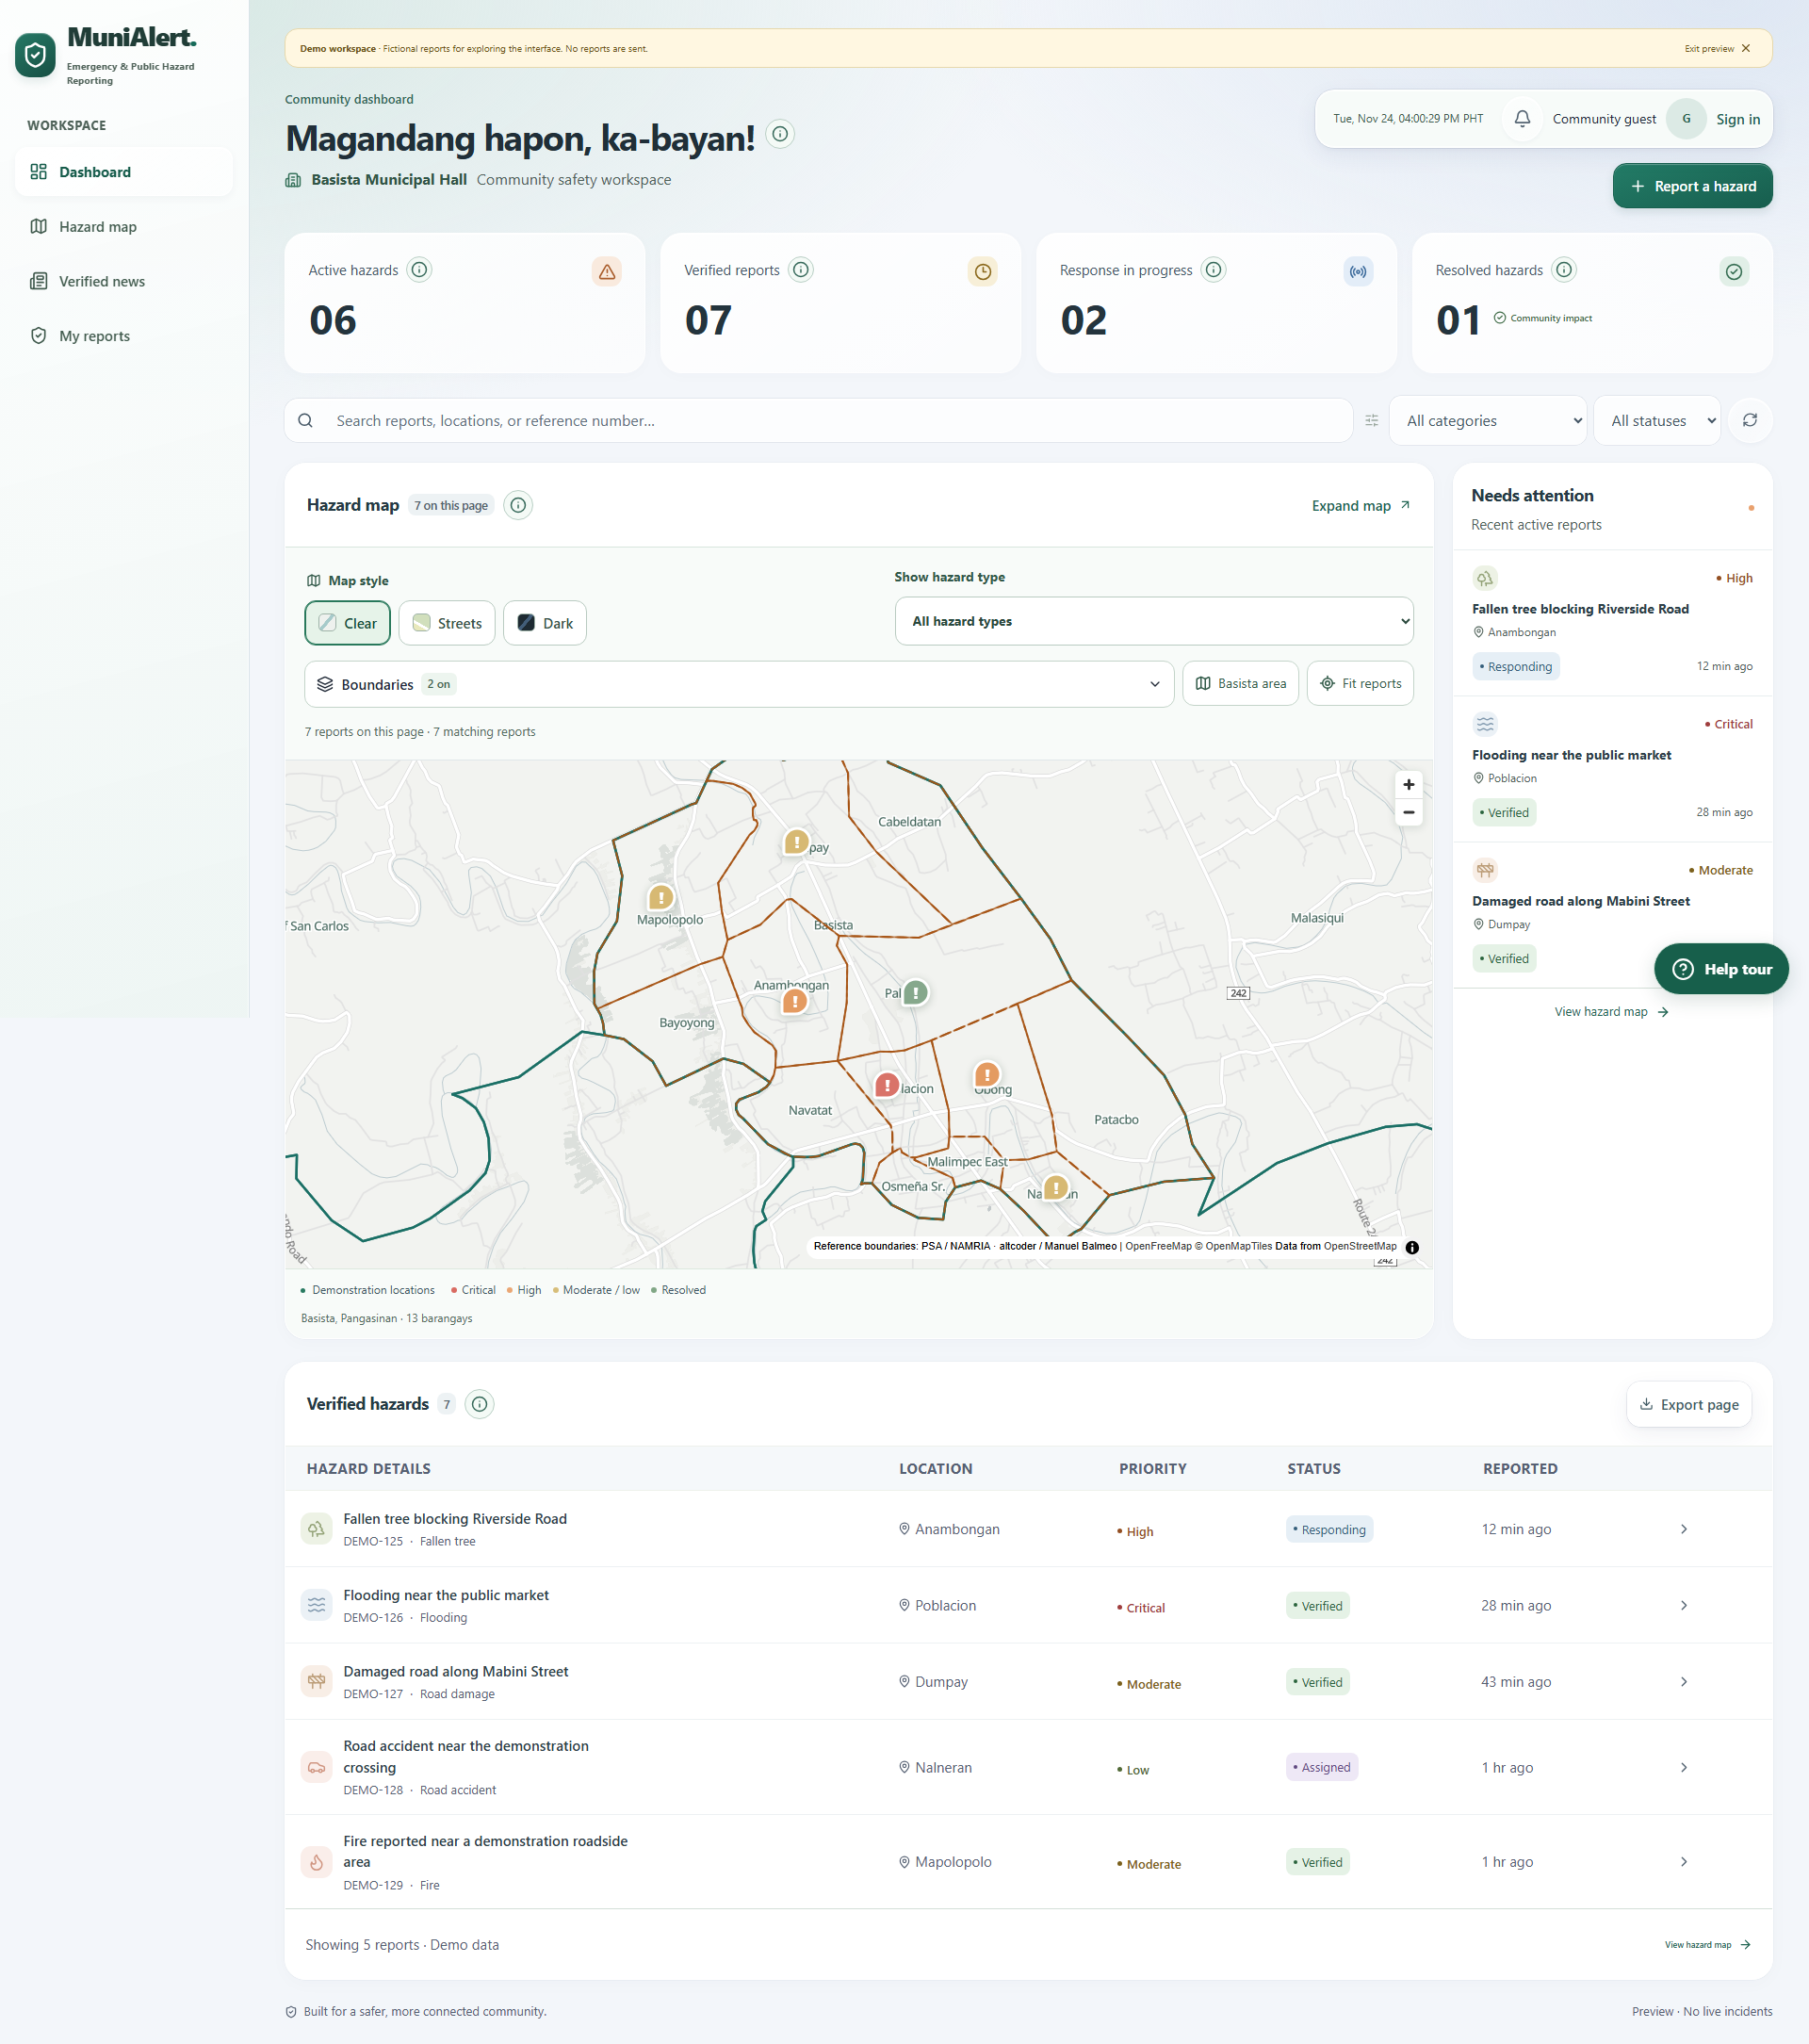 MuniAlert.
Emergency & Public Hazard
Reporting
WORKSPACE
Dashboard
Hazard map
Verified news
My reports
Demo workspace · Fictional reports for exploring the interface. No reports are sent.
Exit preview
Community dashboard
Magandang hapon, ka-bayan!
Basista Municipal Hall Community safety workspace
Tue, Nov 24, 04:00:29 PM PHT
Community guest
G
Sign in
Report a hazard
Active hazards
06
Verified reports
07
Response in progress
02
Resolved hazards
01
Community impact
Search reports, locations, or reference number...
All categories
All statuses
Hazard map
7 on this page
Expand map
Map style
Clear
Streets
Dark
Show hazard type
All hazard types
Boundaries
2 on
Basista area
Fit reports
7 reports on this page · 7 matching reports
Cabeldatan
pay
Mapolopolo
Basista
f San Carlos
Malasiqui
Anambongan
Pal
242
Bayoyong
lacion
Obong
Navatat
Patacbo
Malimpec East
Osmeña Sr.
Na
n
Route 2
ndo Road
242
Reference boundaries: PSA / NAMRIA · altcoder / Manuel Balmeo | OpenFreeMap © OpenMapTiles Data from OpenStreetMap
Demonstration locations
Critical
High
Moderate / low
Resolved
Basista, Pangasinan · 13 barangays
Needs attention
Recent active reports
High
Fallen tree blocking Riverside Road
Anambongan
Responding
12 min ago
Critical
Flooding near the public market
Poblacion
Verified
28 min ago
Moderate
Damaged road along Mabini Street
Dumpay
Verified
Help tour
View hazard map
Verified hazards
7
Export page
HAZARD DETAILS
LOCATION
PRIORITY
STATUS
REPORTED
Fallen tree blocking Riverside Road
DEMO-125 · Fallen tree
Anambongan
High
Responding
12 min ago
Flooding near the public market
DEMO-126 · Flooding
Poblacion
Critical
Verified
28 min ago
Damaged road along Mabini Street
DEMO-127 · Road damage
Dumpay
Moderate
Verified
43 min ago
Road accident near the demonstration
crossing
DEMO-128 · Road accident
Nalneran
Low
Assigned
1 hr ago
Fire reported near a demonstration roadside
area
DEMO-129 · Fire
Mapolopolo
Moderate
Verified
1 hr ago
Showing 5 reports · Demo data
View hazard map
Built for a safer, more connected community.
Preview · No live incidents